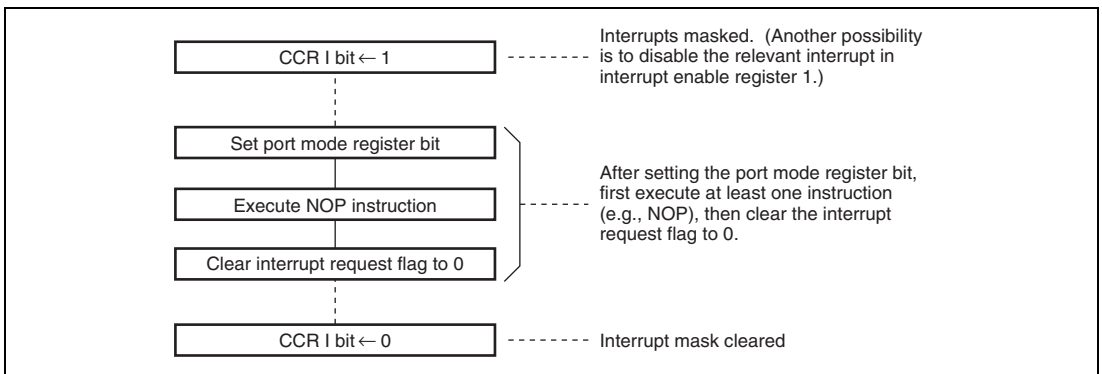 CCR I bit ← 1
Interrupts masked. (Another possibility
is to disable the relevant interrupt in
interrupt enable register 1.)
Set port mode register bit
Execute NOP instruction
Clear interrupt request flag to 0
After setting the port mode register bit,
first execute at least one instruction
(e.g., NOP), then clear the interrupt
request flag to 0.
CCR I bit ← 0
Interrupt mask cleared